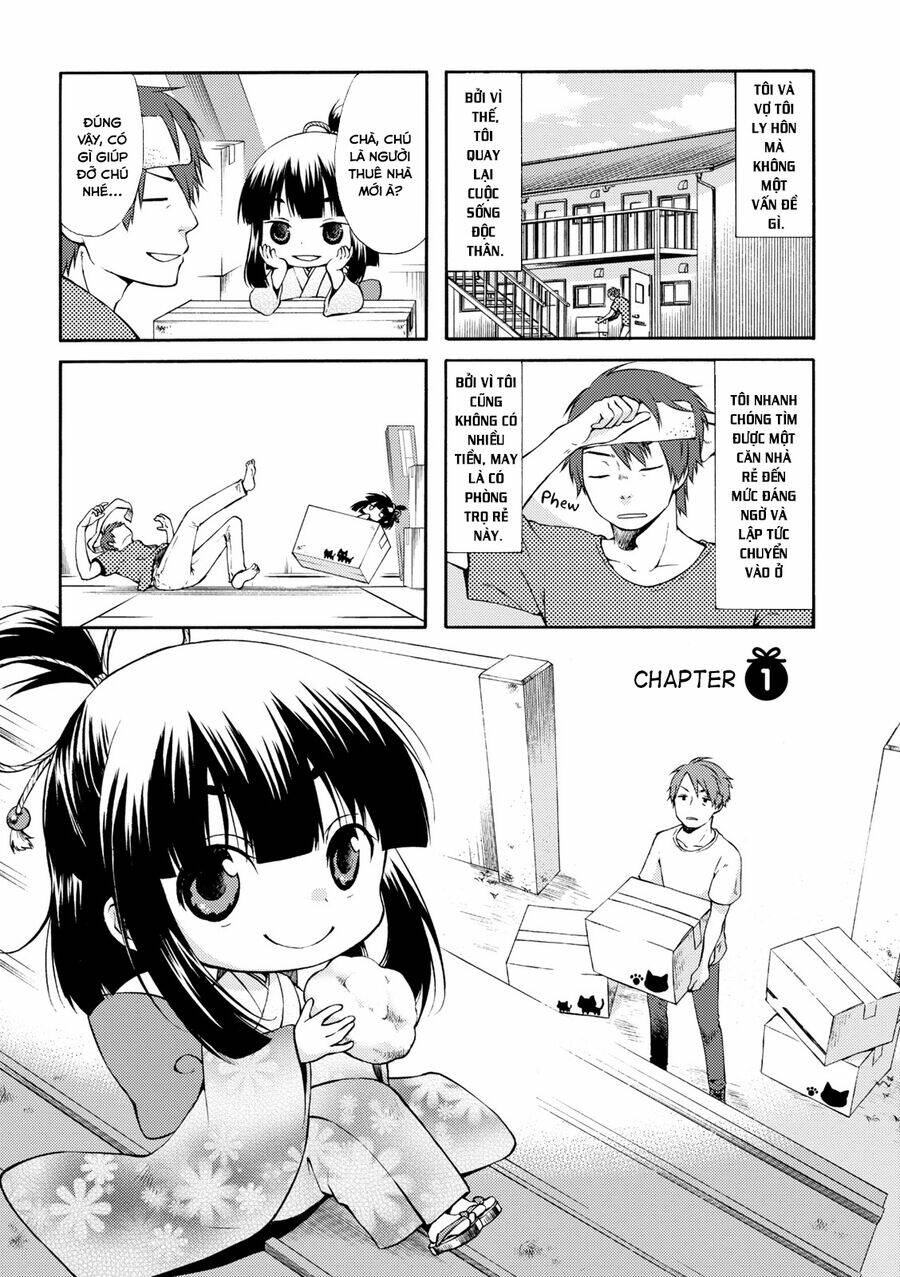 TÔI VÀ
VỢ TÔI
LY HÔN
MÀ
KHÔNG
MỘT
VẤN ĐỀ
GÌ.
BỞI VÌ
THẾ,
TÔI
QUAY
LẠI
CUỘC
SỐNG
ĐỘC
THÂN.
TÔI NHANH
CHÓNG TÌM
ĐƯỢC MỘT
CĂN NHÀ
RẺ ĐẾN
MỨC ĐÁNG
NGỜ VÀ
LẬP TỨC
CHUYỂN
VÀO Ở
Phew
BỞI VÌ TÔI
CŨNG
KHÔNG CÓ
NHIỀU
TIỀN, MAY
LÀ CÓ
PHÒNG
TRỌ RẺ
NÀY.
CHÀ, CHÚ
LÀ NGƯỜI
THUÊ NHÀ
MỚI À?
ĐÚNG
VẬY, CÓ
GÌ GIÚP
ĐỠ CHÚ
NHÉ...
CHAPTER 1